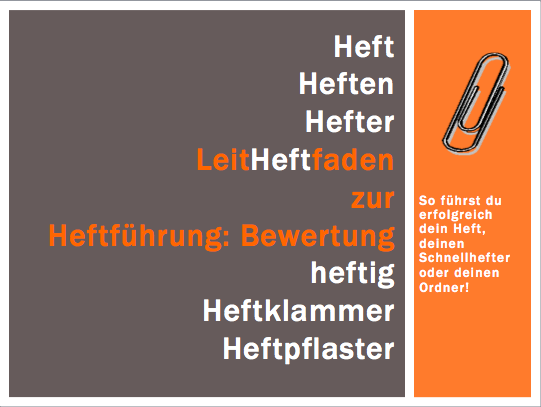 Heft
Heften
Hefter
LeitHeftfaden
zur
Heftführung: Bewertung
heftig
Heftklammer
Heftpflaster
So führst du
erfolgreich
dein Heft,
deinen
Schnellhefter
oder deinen
Ordner!